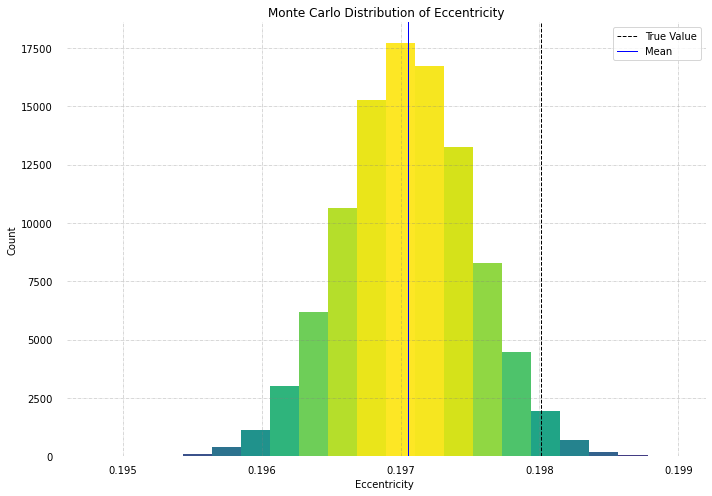 Monte Carlo Distribution of Eccentricity
True Value
Mean
17500
15000
12500
10000
7500
5000
2500
0
Count
0.195 0.196 0.197 0.198 0.199
Eccentricity